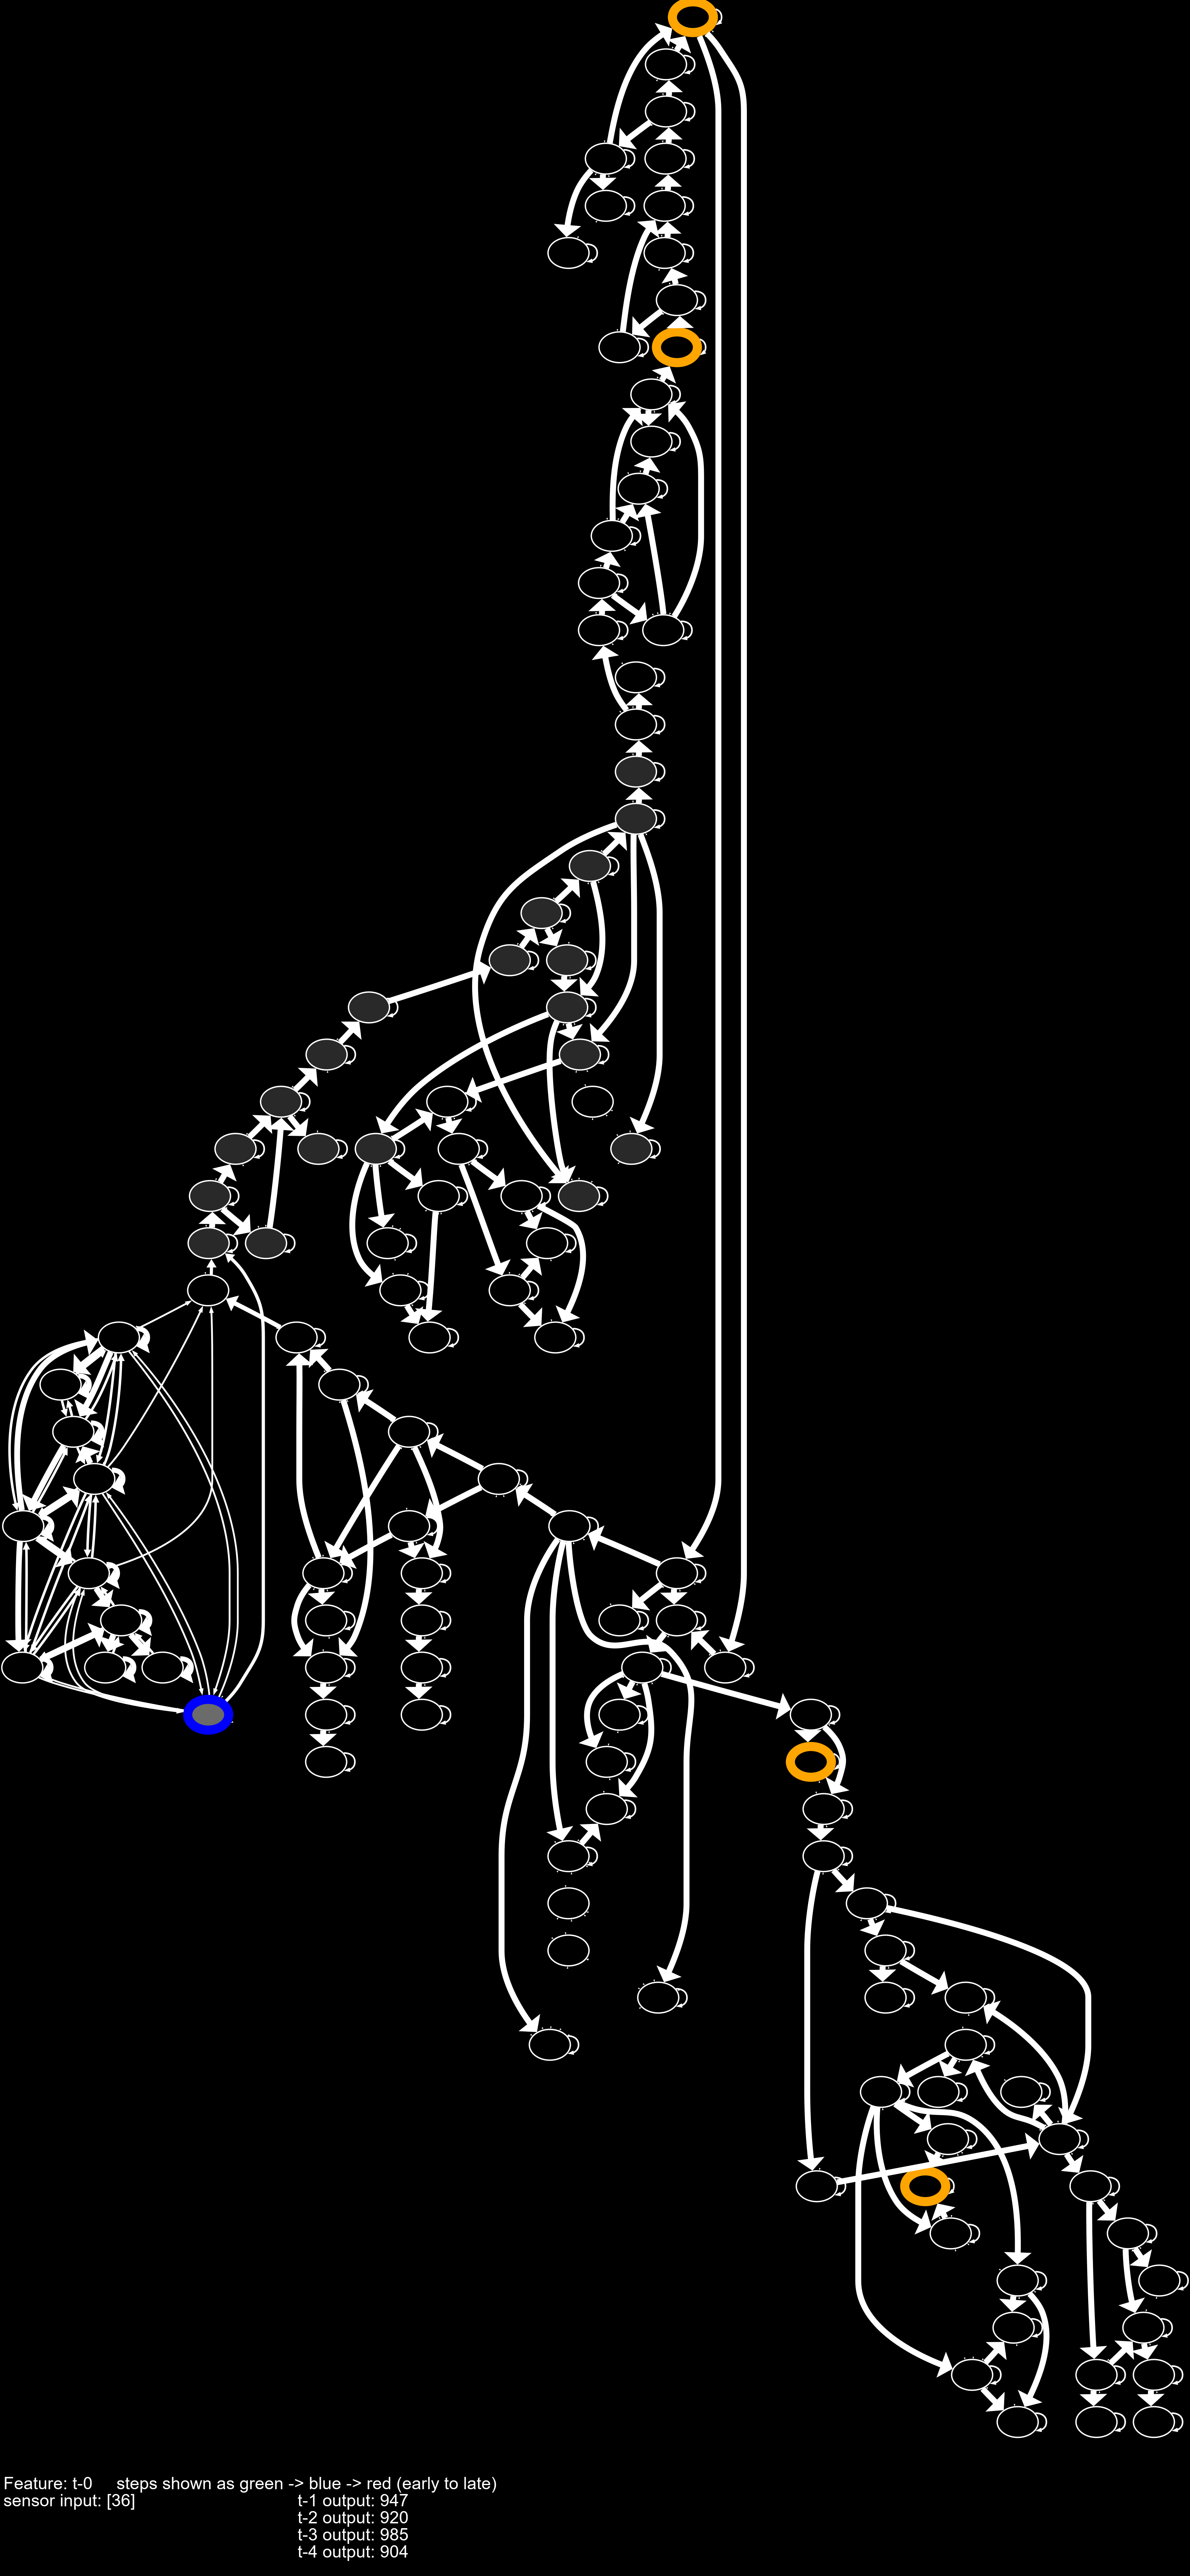 Feature: t-0 steps shown as green -> blue -> red (early to late)
sensor input: [36] t-1 output: 947
t-2 output: 920
t-3 output: 985
t-4 output: 904